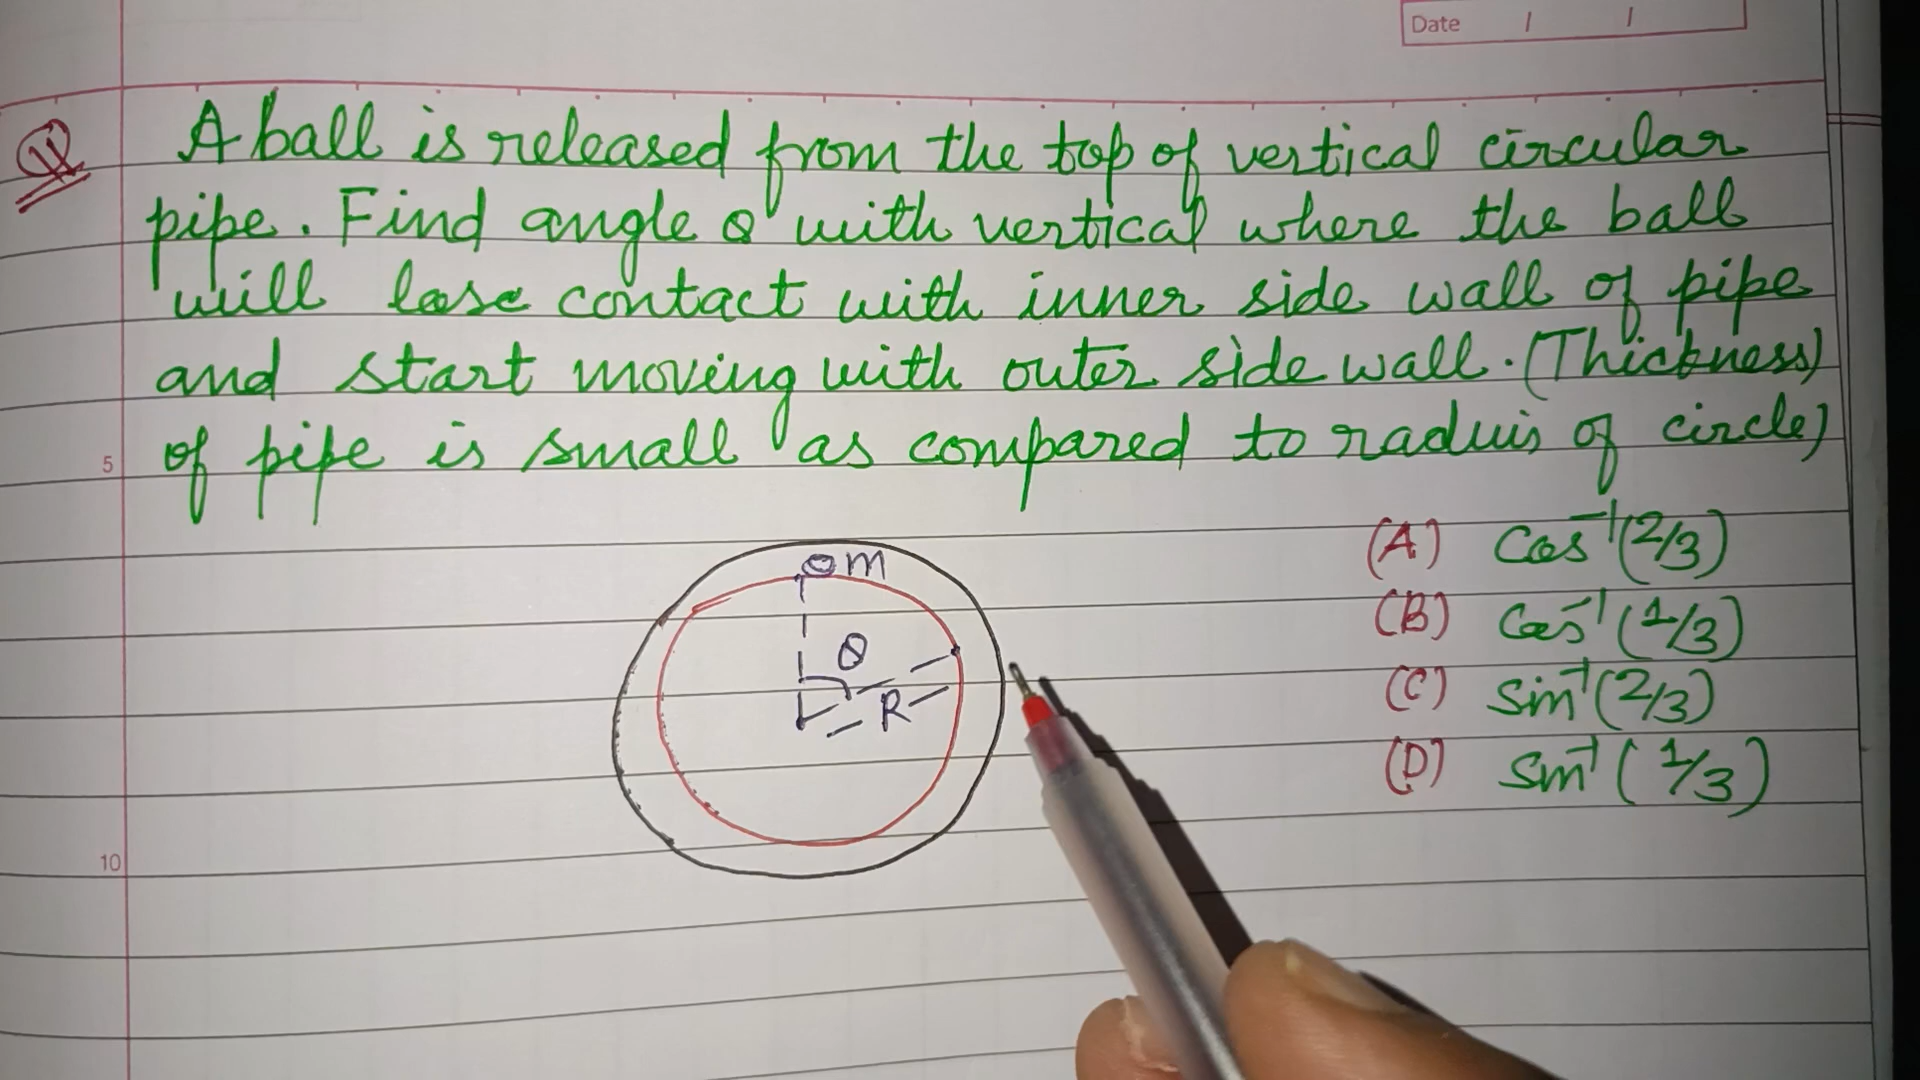 Date / /
Q
A ball is released from the top of vertical circular
pipe. Find angle θ with vertical where the ball
will lose contact with inner side wall of pipe
and start moving with outer side wall. (Thickness)
5 of pipe is small as compared to raduis of circle)
(A) Cos⁻¹(2/3)
m
(B) Cos⁻¹(1/3)
θ
(C) Sin⁻¹(2/3)
R
(D) Sin⁻¹(1/3)
10